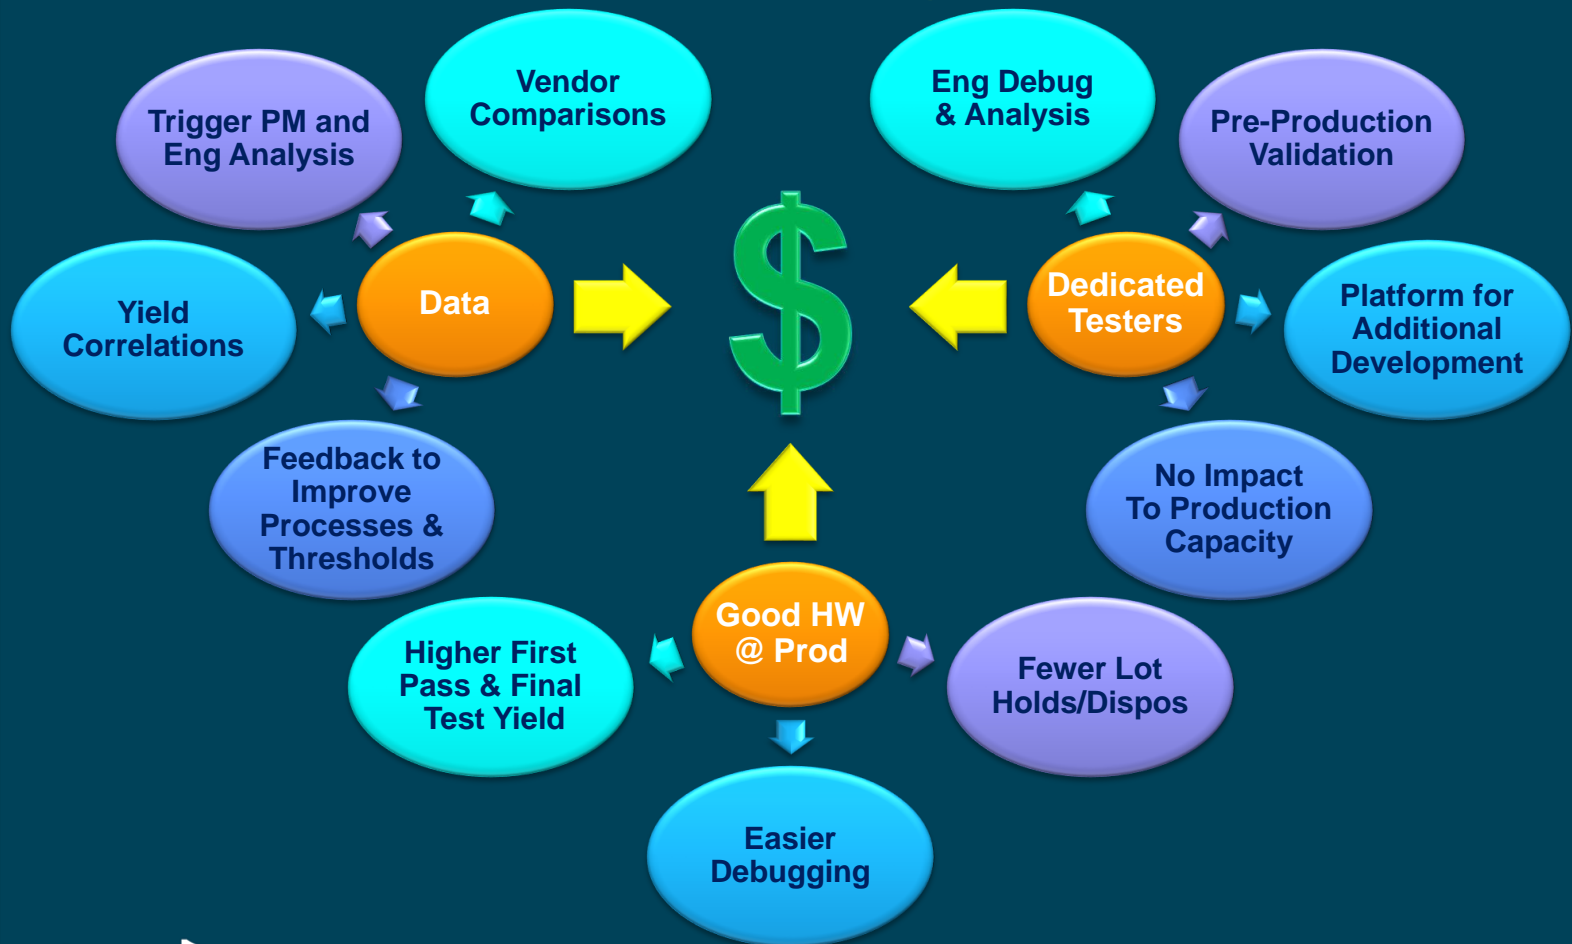 Vendor
Comparisons
Trigger PM and
Eng Analysis
Yield
Correlations
Feedback to
Improve
Processes &
Thresholds
Data
$
Eng Debug
& Analysis
Pre-Production
Validation
Dedicated
Testers
Platform for
Additional
Development
No Impact
To Production
Capacity
Good HW
@ Prod
Higher First
Pass & Final
Test Yield
Fewer Lot
Holds/Dispos
Easier
Debugging